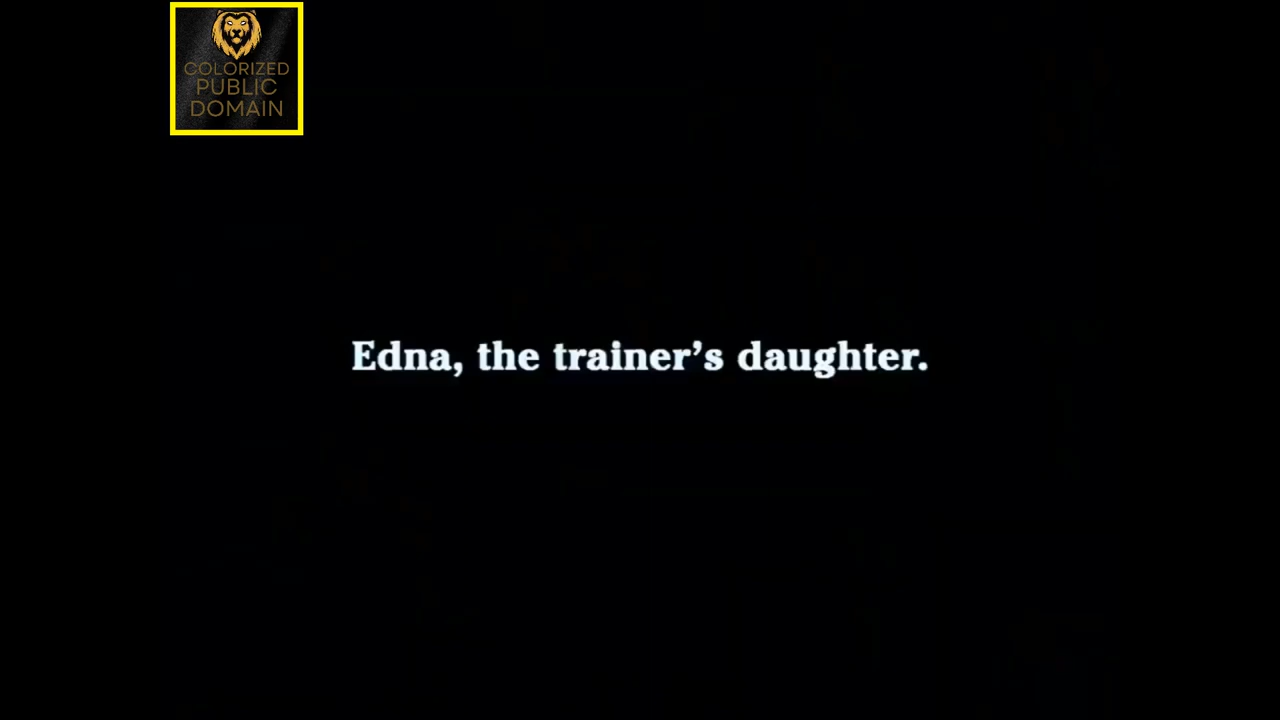 COLORIZED
PUBLIC
DOMAIN
Edna, the trainer’s daughter.